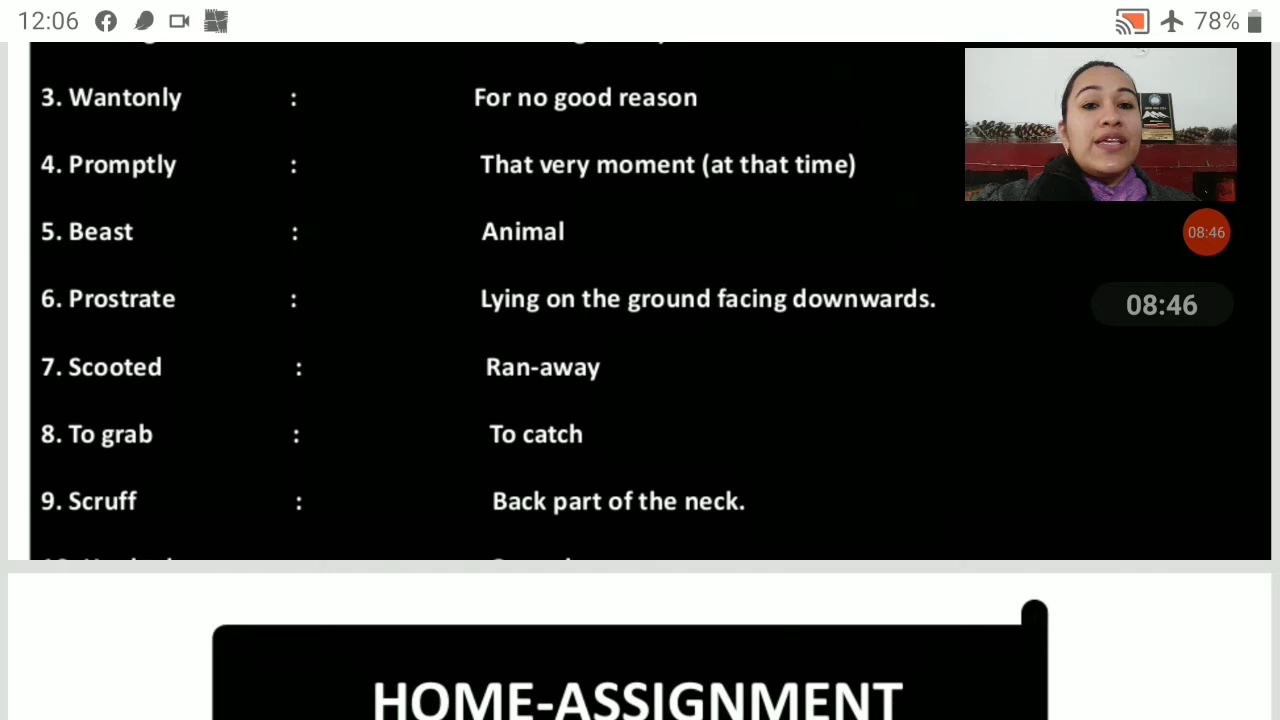 12:06
78%
3. Wantonly : For no good reason
4. Promptly : That very moment (at that time)
08:46
5. Beast : Animal
08:46
6. Prostrate : Lying on the ground facing downwards.
7. Scooted : Ran-away
8. To grab : To catch
9. Scruff : Back part of the neck.
HOME-ASSIGNMENT